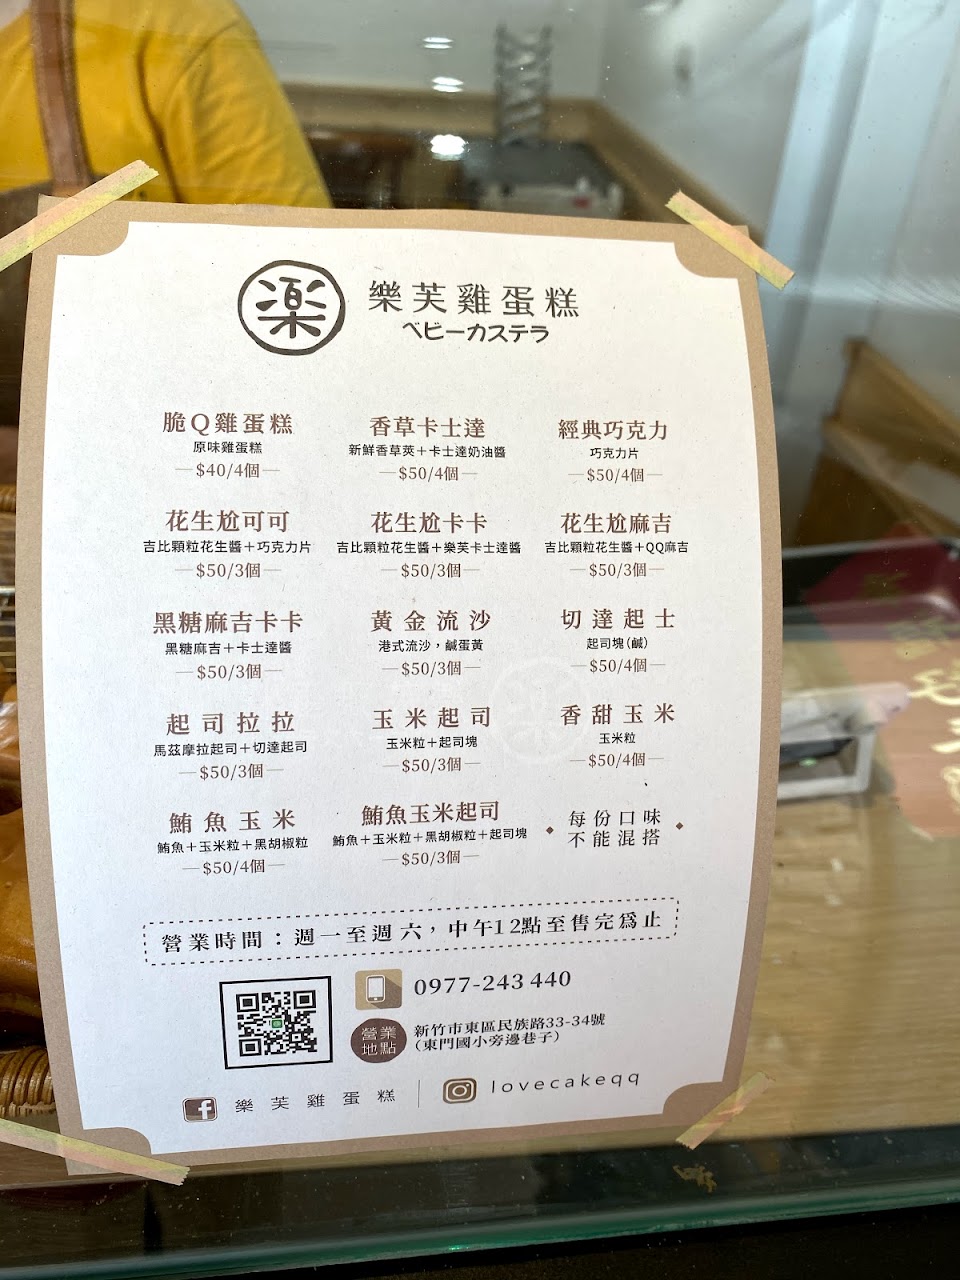 楽
樂芙雞蛋糕
ベビーカステラ
脆Q雞蛋糕
原味雞蛋糕
$40/4個
香草卡士達
新鮮香草莢＋卡士達奶油醬
$50/4個
經典巧克力
巧克力片
$50/4個
花生尬可可
吉比顆粒花生醬＋巧克力片
$50/3個
花生尬卡卡
吉比顆粒花生醬＋樂芙卡士達醬
$50/3個
花生尬麻吉
吉比顆粒花生醬＋QQ麻吉
$50/3個
黑糖麻吉卡卡
黑糖麻吉＋卡士達醬
$50/3個
黃金流沙
港式流沙，鹹蛋黃
$50/3個
切達起士
起司塊(鹹)
$50/4個
起司拉拉
馬茲摩拉起司＋切達起司
$50/3個
玉米起司
玉米粒＋起司塊
$50/3個
香甜玉米
玉米粒
$50/4個
鮪魚玉米
鮪魚＋玉米粒＋黑胡椒粒
$50/4個
鮪魚玉米起司
鮪魚＋玉米粒＋黑胡椒粒＋起司塊
$50/3個
每份口味
不能混搭
營業時間：週一至週六，中午12點至售完爲止
0977-243 440
營業
地點
新竹市東區民族路33-34號
(東門國小旁邊巷子)
樂芙雞蛋糕
lovecakeqq